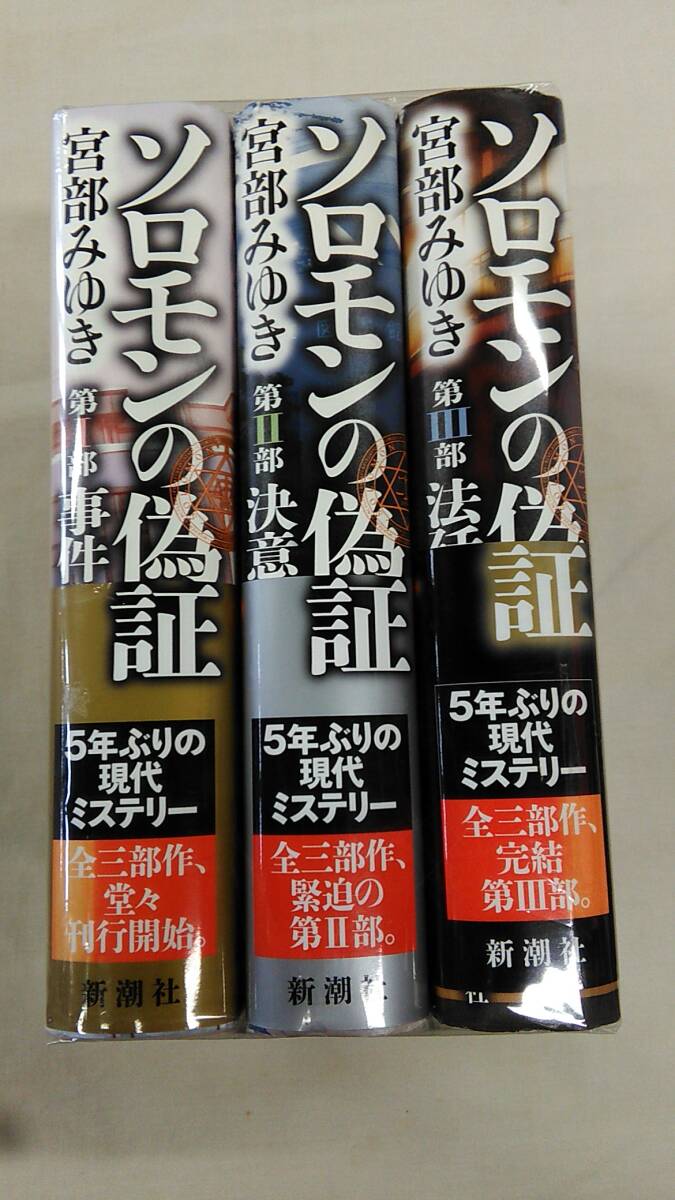 ソロモンの偽証
宮部みゆき
第Ⅰ部 事件
5年ぶりの
現代
ミステリー
全三部作、
堂々
刊行開始。
新潮社
ソロモンの偽証
宮部みゆき
第Ⅱ部 決意
5年ぶりの
現代
ミステリー
全三部作、
緊迫の
第Ⅱ部。
新潮社
ソロモンの偽証
宮部みゆき
第Ⅲ部 法
5年ぶりの
現代
ミステリー
全三部作、
完結
第Ⅲ部。
新潮社
社